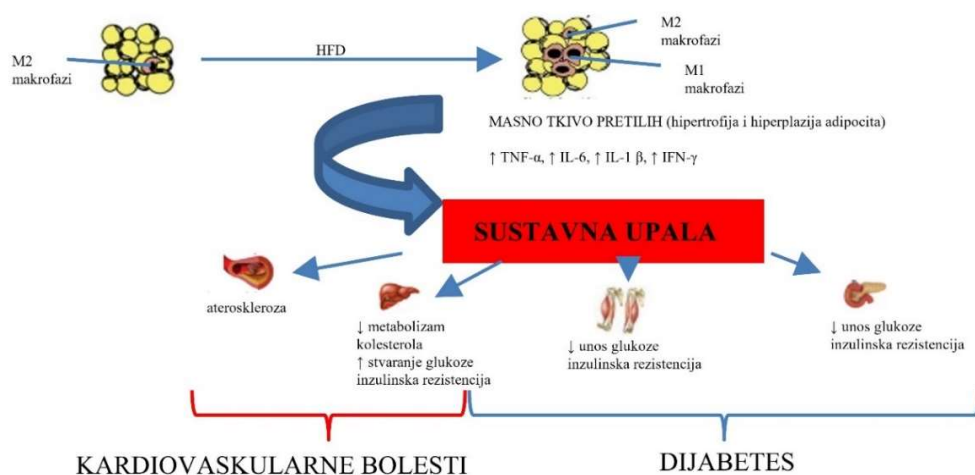 M2
makrofazi
HFD
M2
makrofazi
M1
makrofazi
MASNO TKIVO PRETILIH (hipertrofija i hiperplazija adipocita)
↑ TNF-α, ↑ IL-6, ↑ IL-1 β, ↑ IFN-γ
SUSTAVNA UPALA
ateroskleroza
↓ metabolizam
kolesterola
↑ stvaranje glukoze
inzulinska rezistencija
↓ unos glukoze
inzulinska rezistencija
↓ unos glukoze
inzulinska rezistencija
KARDIOVASKULARNE BOLESTI
DIJABETES